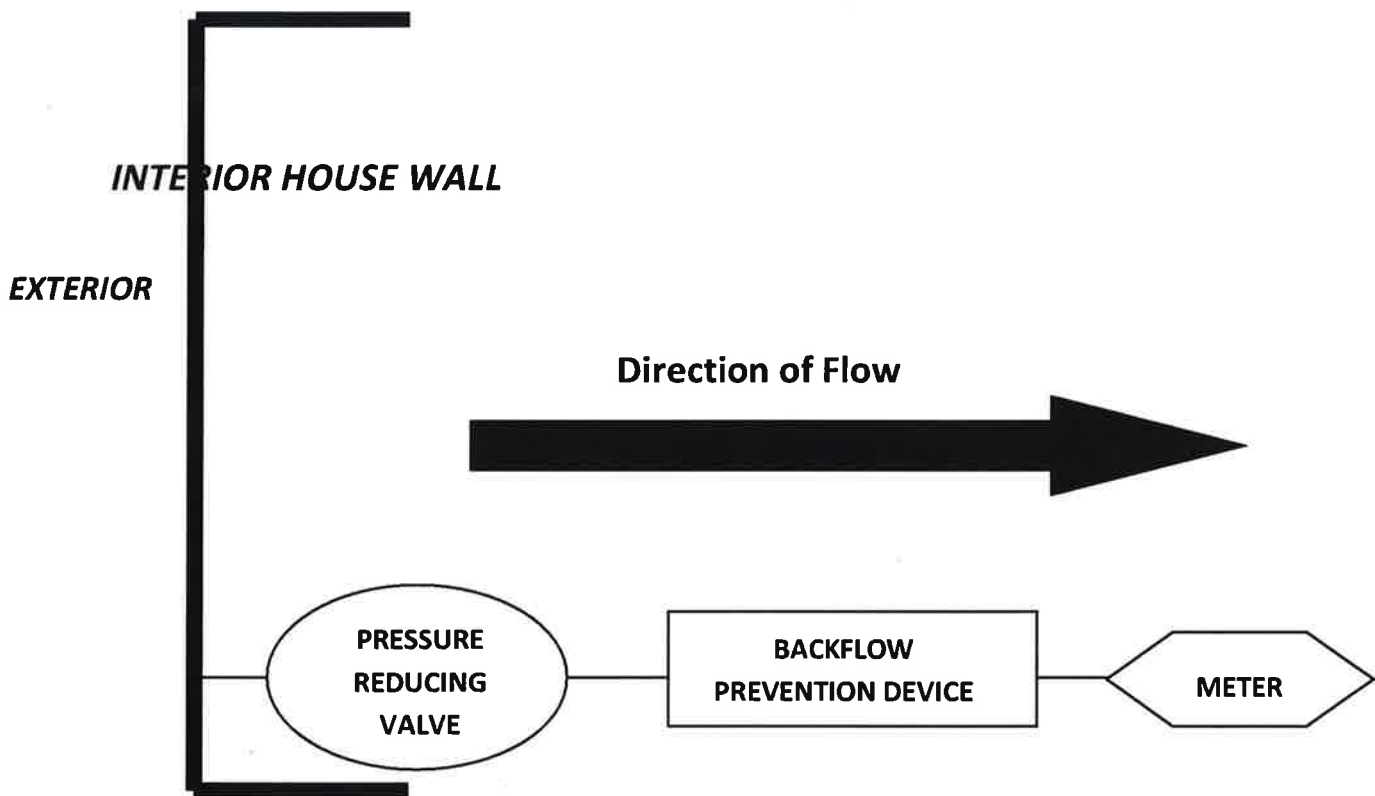 INTERIOR HOUSE WALL
EXTERIOR
Direction of Flow
PRESSURE
REDUCING
VALVE
BACKFLOW
PREVENTION DEVICE
METER